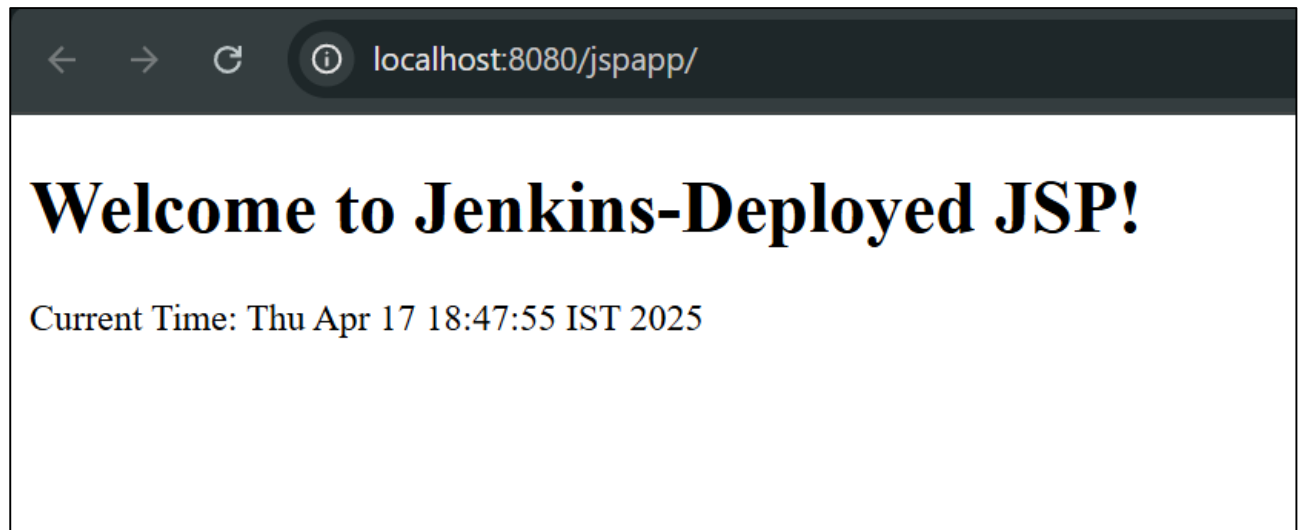 localhost:8080/jspapp/
Welcome to Jenkins-Deployed JSP!
Current Time: Thu Apr 17 18:47:55 IST 2025